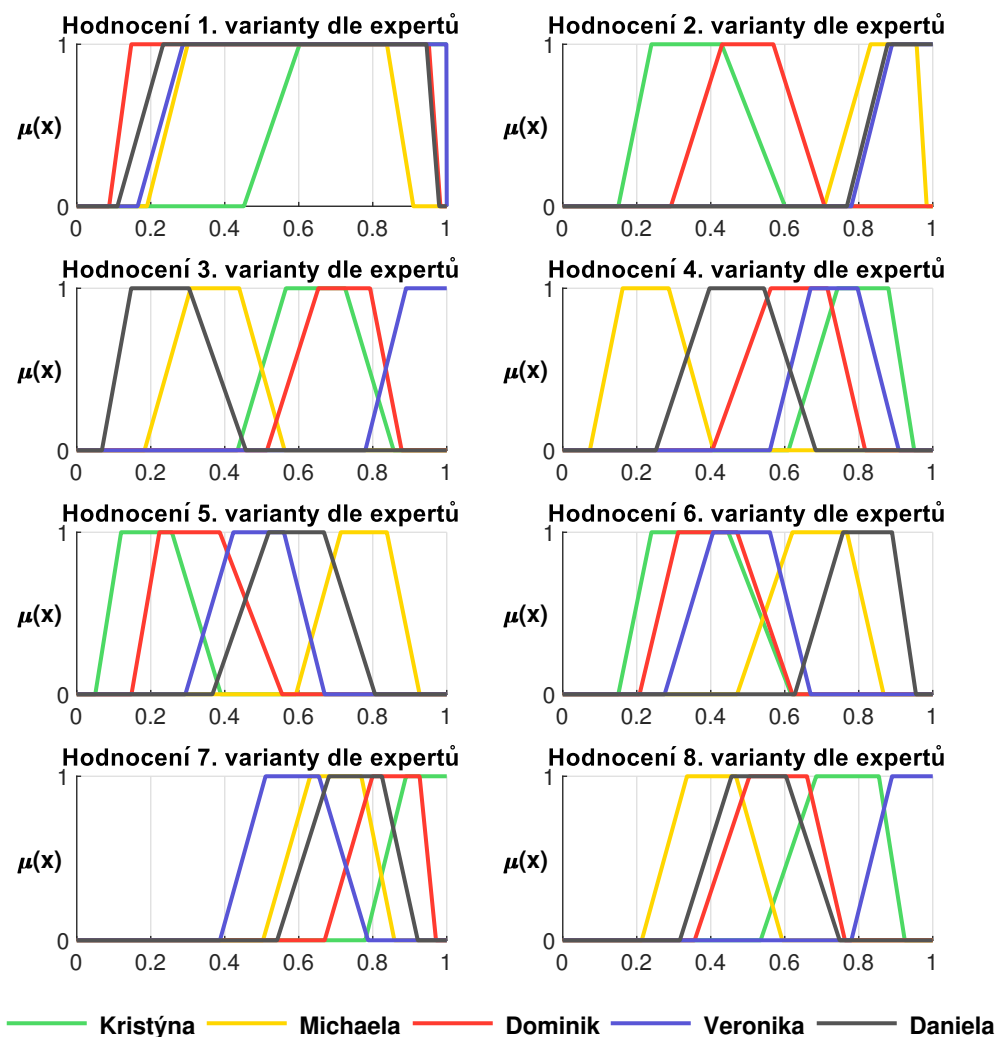 Hodnocení 1. varianty dle expertů
1
μ(x)
0
0 0.2 0.4 0.6 0.8 1
Hodnocení 2. varianty dle expertů
1
μ(x)
0
0 0.2 0.4 0.6 0.8 1
Hodnocení 3. varianty dle expertů
1
μ(x)
0
0 0.2 0.4 0.6 0.8 1
Hodnocení 4. varianty dle expertů
1
μ(x)
0
0 0.2 0.4 0.6 0.8 1
Hodnocení 5. varianty dle expertů
1
μ(x)
0
0 0.2 0.4 0.6 0.8 1
Hodnocení 6. varianty dle expertů
1
μ(x)
0
0 0.2 0.4 0.6 0.8 1
Hodnocení 7. varianty dle expertů
1
μ(x)
0
0 0.2 0.4 0.6 0.8 1
Hodnocení 8. varianty dle expertů
1
μ(x)
0
0 0.2 0.4 0.6 0.8 1
Kristýna Michaela Dominik Veronika Daniela